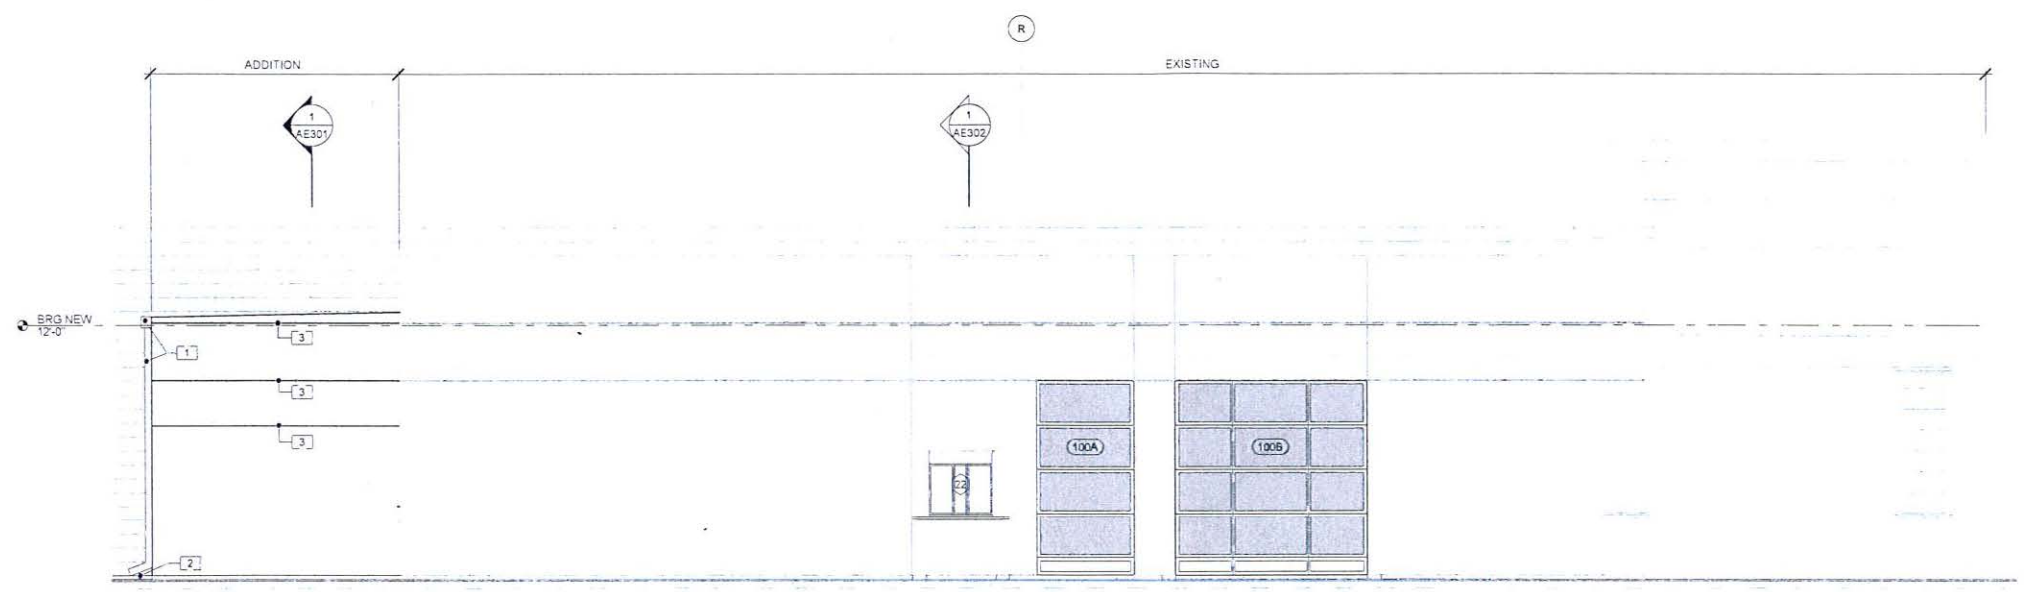 R
ADDITION
EXISTING
1
AE301
1
AE302
BRG NEW
12'-0"
3
1
3
3
100A
100B
22
2